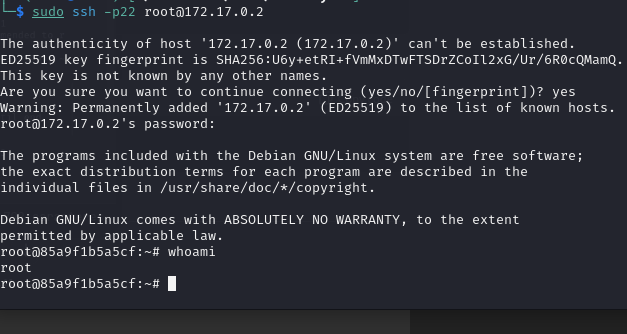 └─$ sudo ssh -p22 root@172.17.0.2
The authenticity of host '172.17.0.2 (172.17.0.2)' can't be established.
ED25519 key fingerprint is SHA256:U6y+etRI+fVmMxDTwFTSDrZCoIl2xG/Ur/6R0cQMamQ.
This key is not known by any other names.
Are you sure you want to continue connecting (yes/no/[fingerprint])? yes
Warning: Permanently added '172.17.0.2' (ED25519) to the list of known hosts.
root@172.17.0.2's password:
The programs included with the Debian GNU/Linux system are free software;
the exact distribution terms for each program are described in the
individual files in /usr/share/doc/*/copyright.
Debian GNU/Linux comes with ABSOLUTELY NO WARRANTY, to the extent
permitted by applicable law.
root@85a9f1b5a5cf:~# whoami
root
root@85a9f1b5a5cf:~#